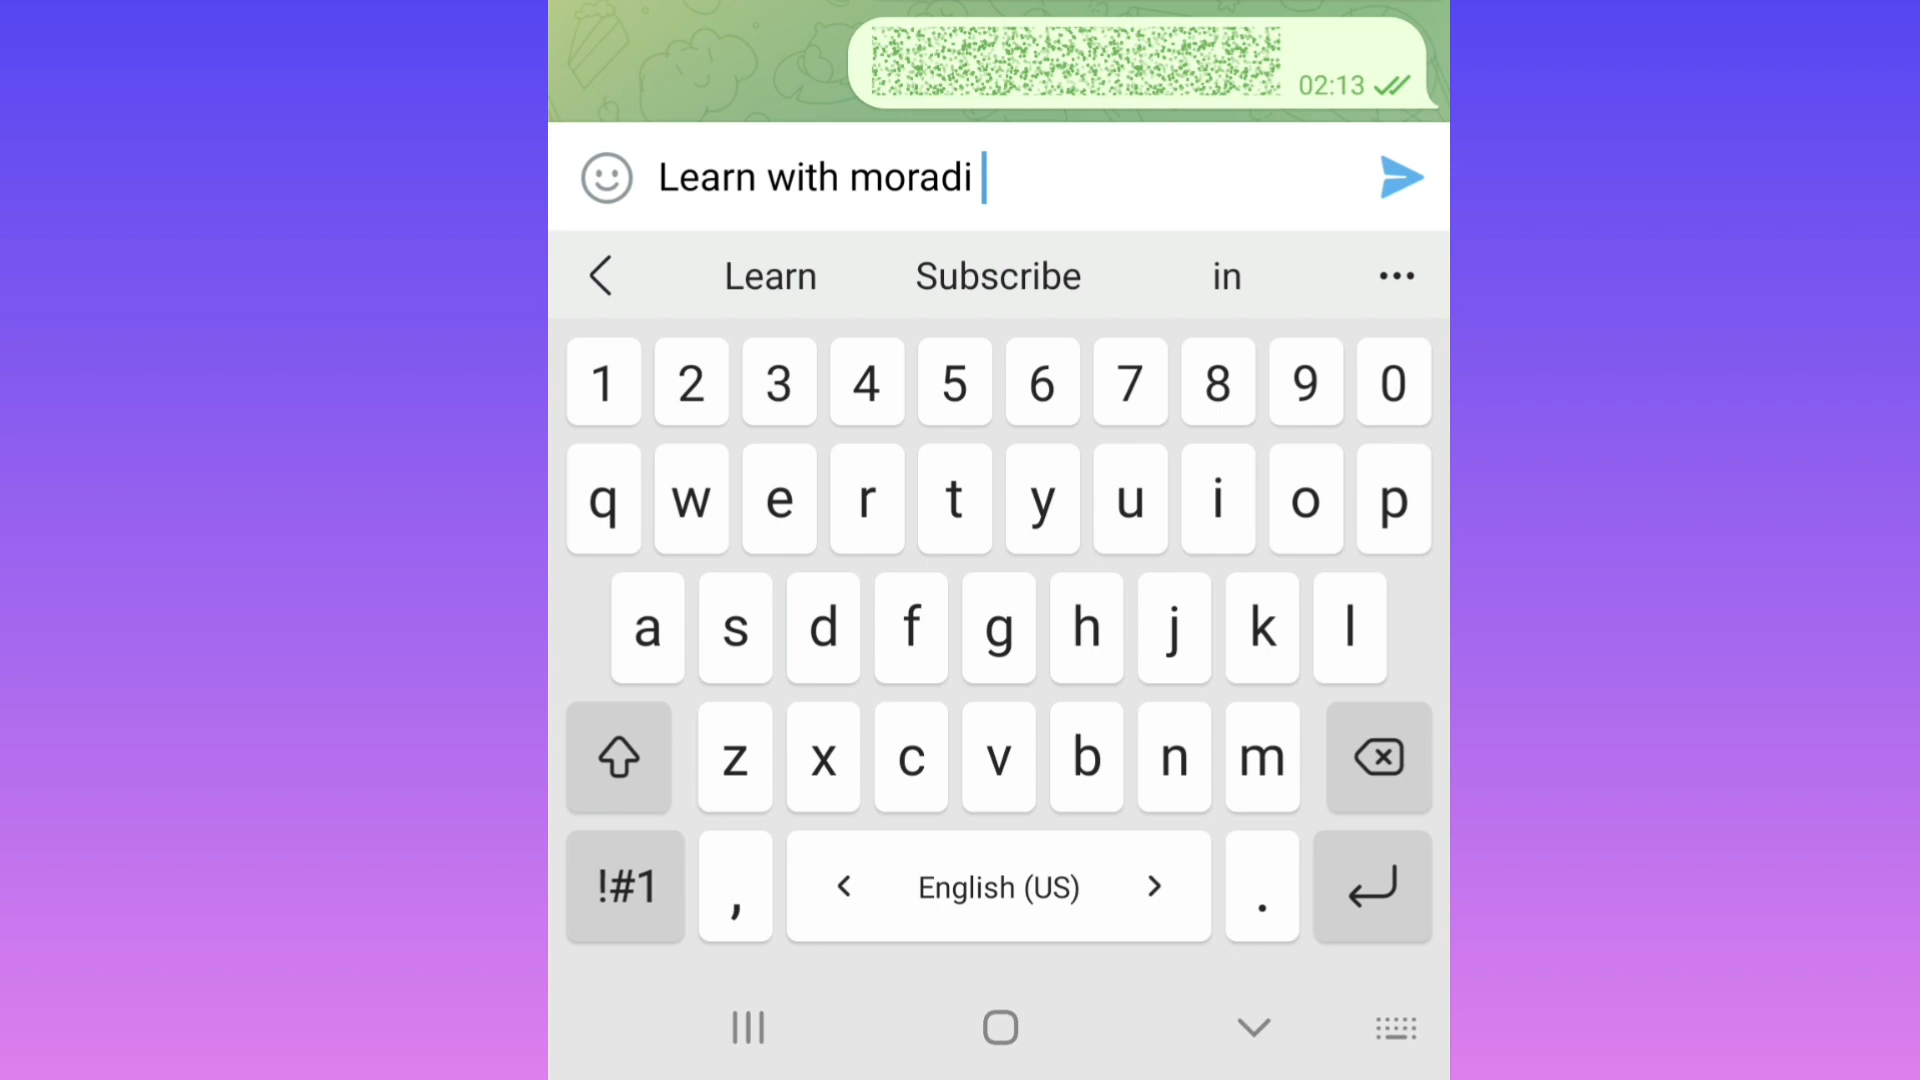 02:13
Learn with moradi
Learn Subscribe in
1 2 3 4 5 6 7 8 9 0
q w e r t y u i o p
a s d f g h j k l
z x c v b n m
!#1 , English (US) .